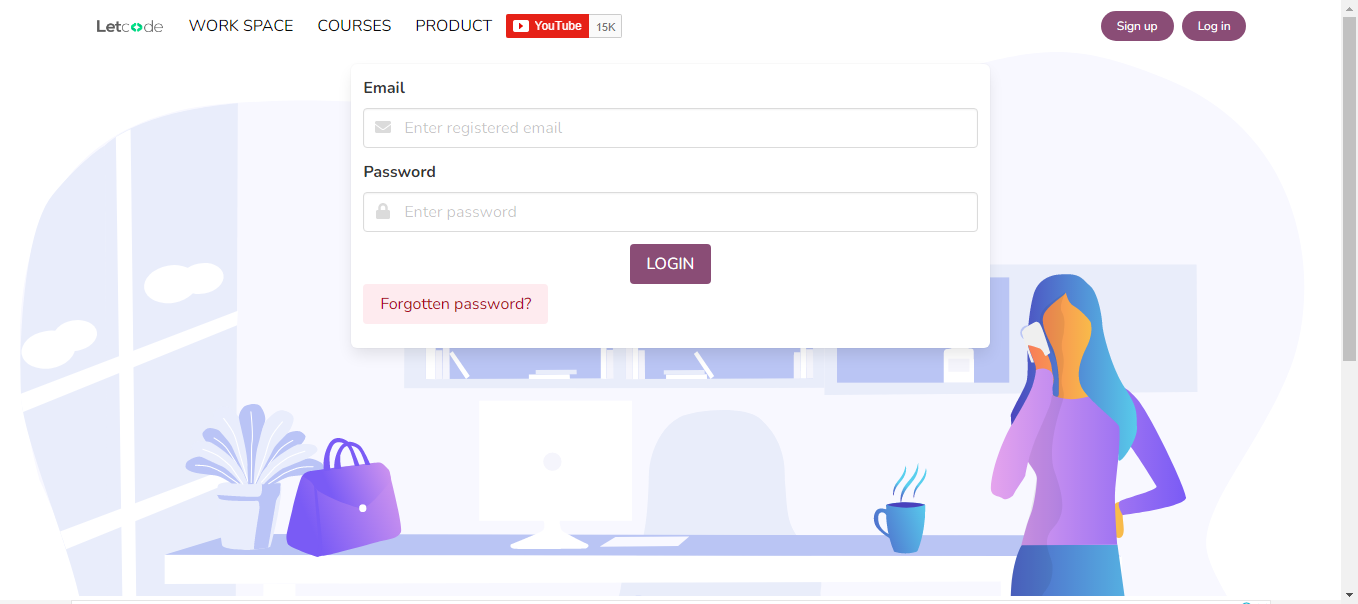 Letcode WORK SPACE COURSES PRODUCT YouTube 15K Sign up Log in
Email
Enter registered email
Password
Enter password
LOGIN
Forgotten password?